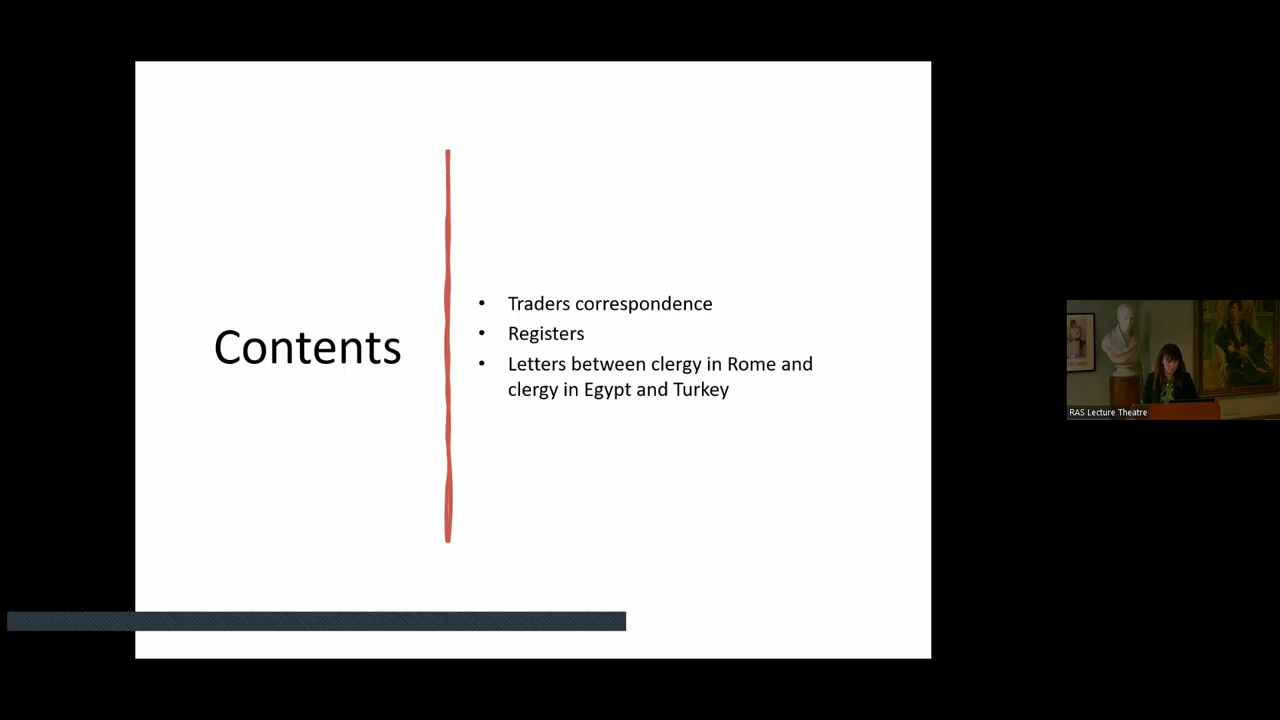 Contents
• Traders correspondence
• Registers
• Letters between clergy in Rome and
clergy in Egypt and Turkey
RAS Lecture Theatre